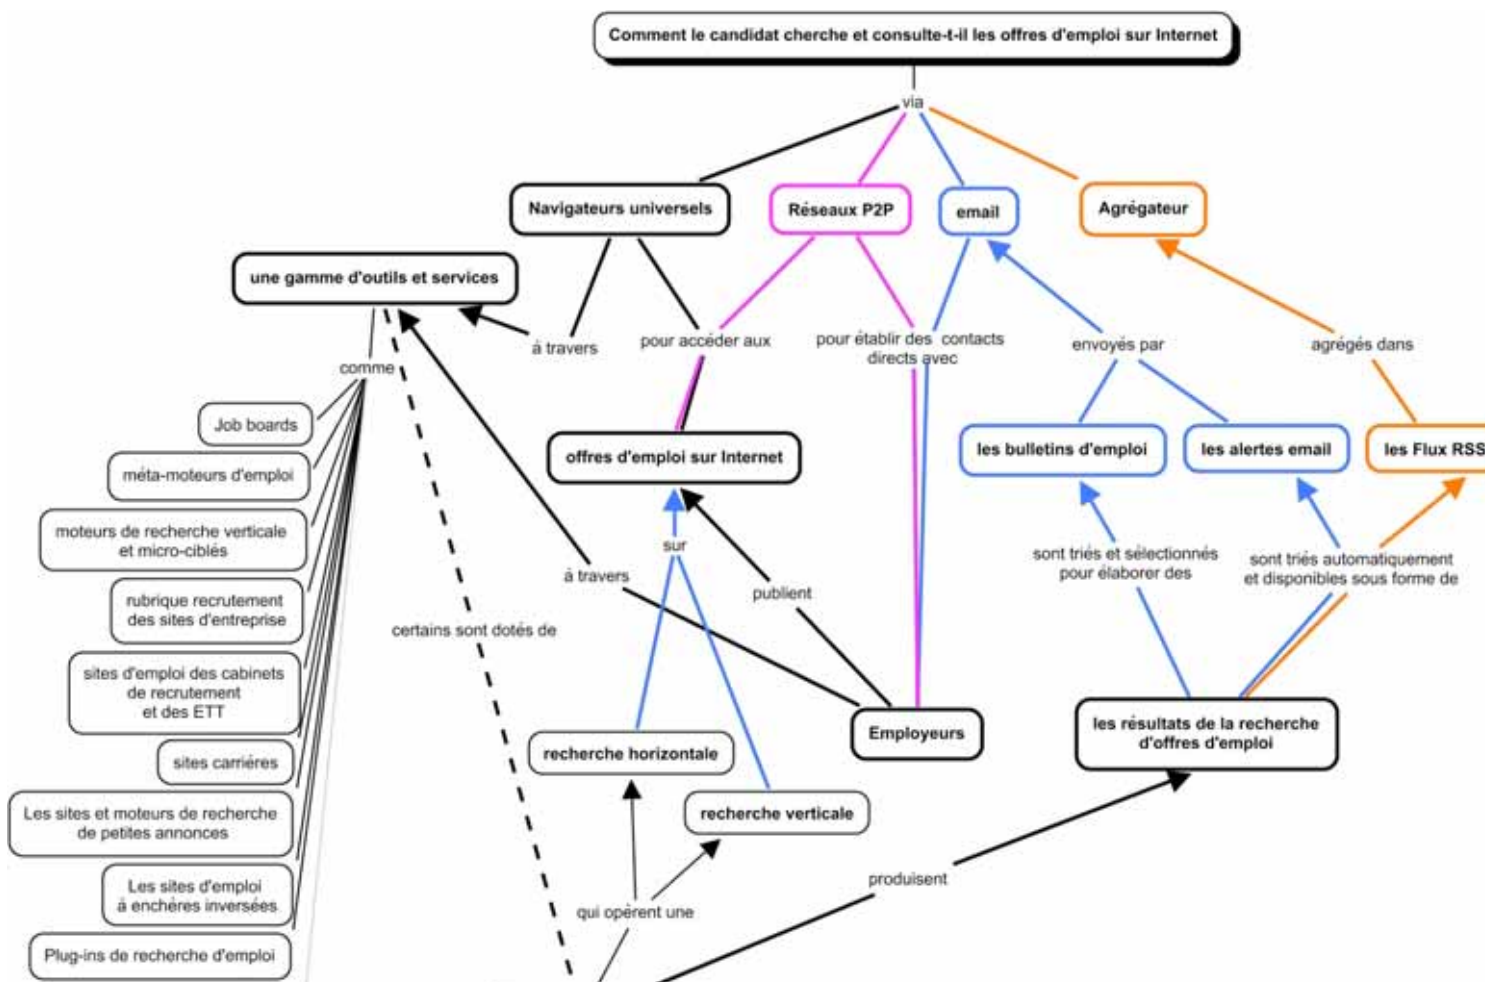 Comment le candidat cherche et consulte-t-il les offres d'emploi sur Internet
via
Navigateurs universels
Réseaux P2P
email
Agrégateur
une gamme d'outils et services
à travers
pour accéder aux
pour établir des contacts
directs avec
envoyés par
agrégés dans
comme
Job boards
méta-moteurs d'emploi
moteurs de recherche verticale
et micro-ciblés
rubrique recrutement
des sites d'entreprise
sites d'emploi des cabinets
de recrutement
et des ETT
sites carrières
Les sites et moteurs de recherche
de petites annonces
Les sites d'emploi
à enchères inversées
Plug-ins de recherche d'emploi
offres d'emploi sur Internet
les bulletins d'emploi
les alertes email
les Flux RSS
sur
à travers
publient
sont triés et sélectionnés
pour élaborer des
sont triés automatiquement
et disponibles sous forme de
certains sont dotés de
Employeurs
les résultats de la recherche
d'offres d'emploi
recherche horizontale
recherche verticale
produisent
qui opèrent une